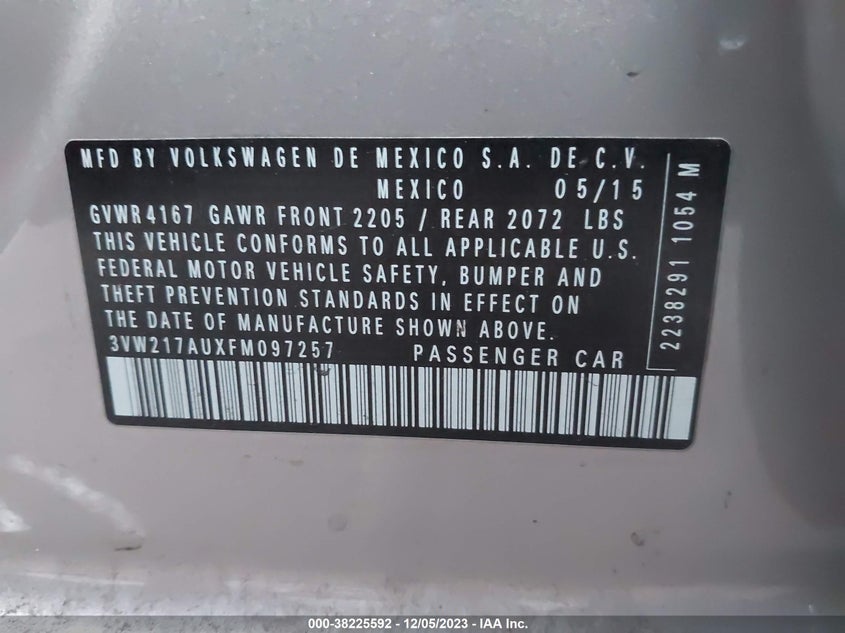 MFD BY VOLKSWAGEN DE MEXICO S.A. DE C.V.
MEXICO 05/15
GVWR 4167 GAWR FRONT 2205 / REAR 2072 LBS
THIS VEHICLE CONFORMS TO ALL APPLICABLE U.S.
FEDERAL MOTOR VEHICLE SAFETY, BUMPER AND
THEFT PREVENTION STANDARDS IN EFFECT ON
THE DATE OF MANUFACTURE SHOWN ABOVE.
3VW217AUXFM097257 PASSENGER CAR
2238291 1054 M
000-38225592 - 12/05/2023 - IAA Inc.